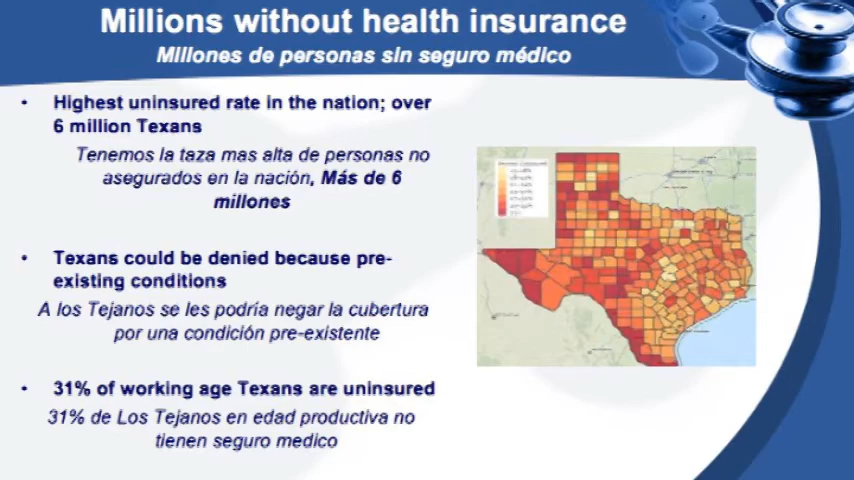 Millions without health insurance
Millones de personas sin seguro médico
• Highest uninsured rate in the nation; over
6 million Texans
Tenemos la taza mas alta de personas no
asegurados en la nación, Más de 6
millones
• Texans could be denied because pre-
existing conditions
A los Tejanos se les podría negar la cubertura
por una condición pre-existente
• 31% of working age Texans are uninsured
31% de Los Tejanos en edad productiva no
tienen seguro medico